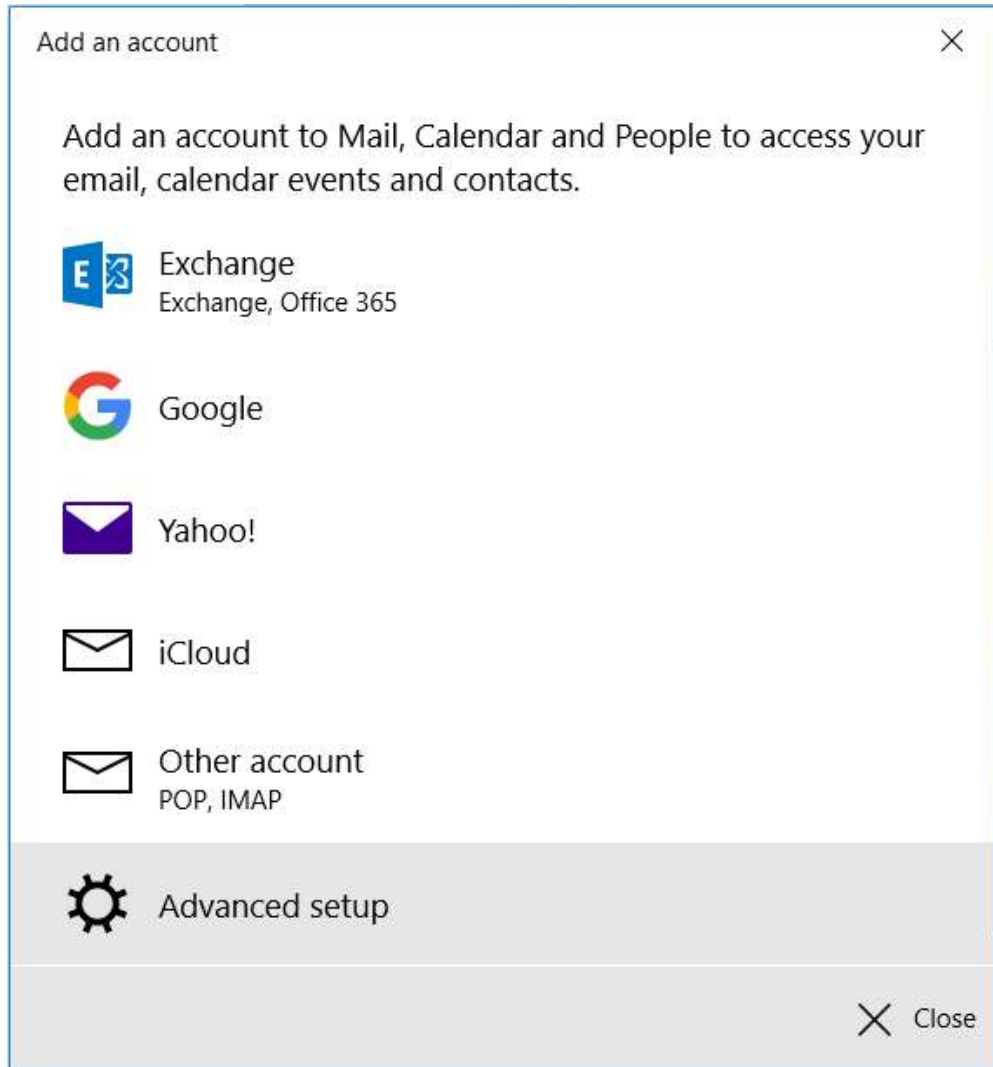 Add an account
Add an account to Mail, Calendar and People to access your
email, calendar events and contacts.
E
Exchange
Exchange, Office 365
Google
Yahoo!
iCloud
Other account
POP, IMAP
Advanced setup
Close